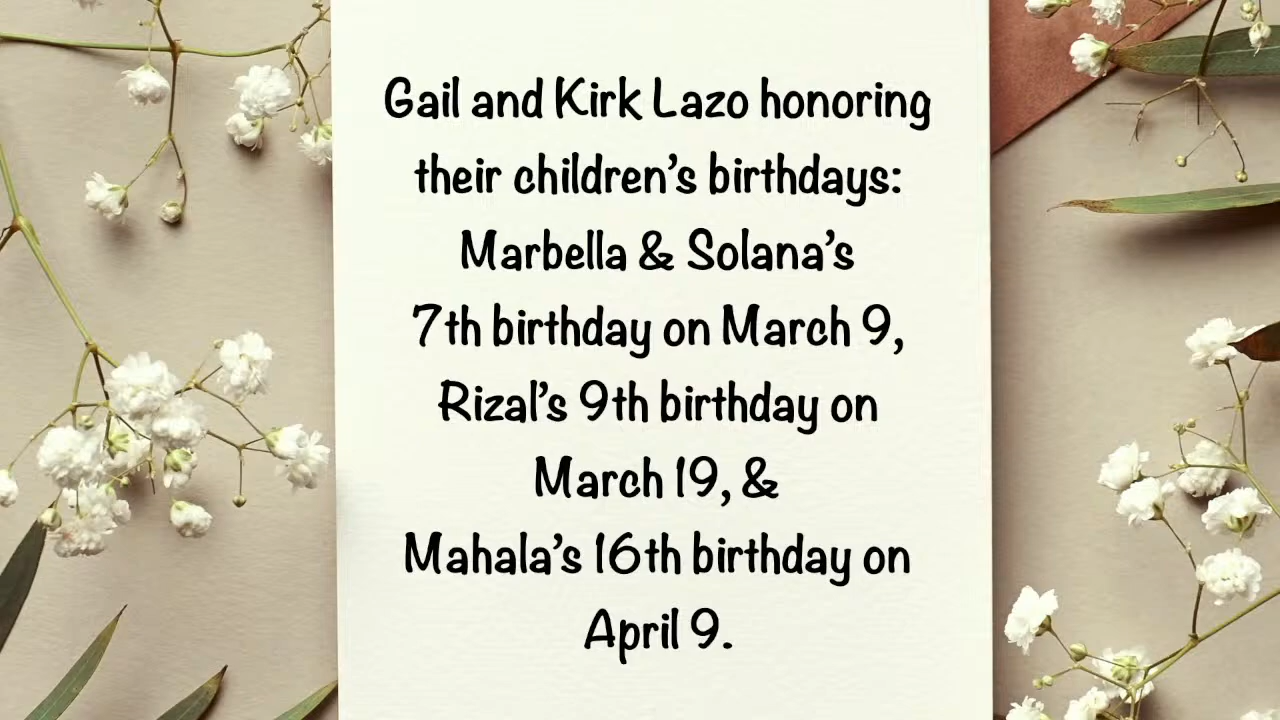 Gail and Kirk Lazo honoring
their children’s birthdays:
Marbella & Solana’s
7th birthday on March 9,
Rizal’s 9th birthday on
March 19, &
Mahala’s 16th birthday on
April 9.